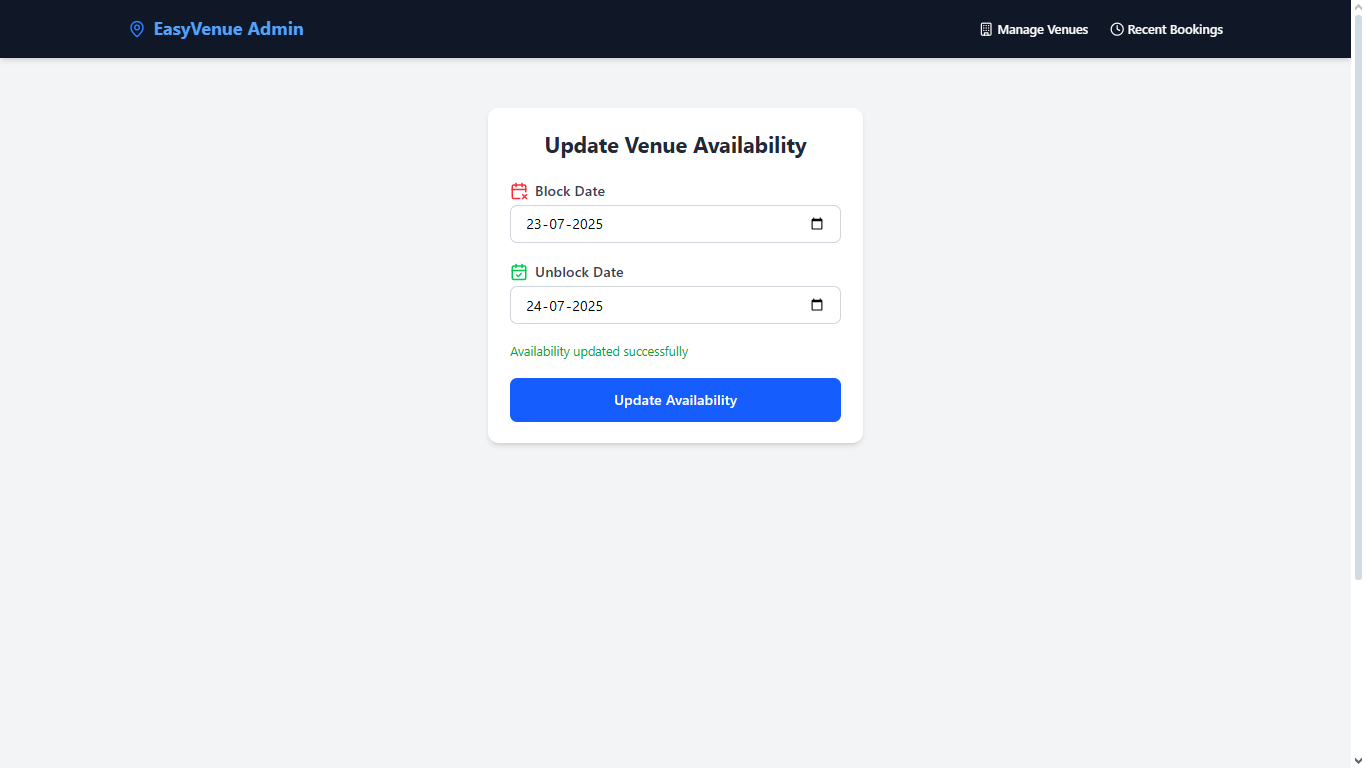 EasyVenue Admin
Manage Venues
Recent Bookings
Update Venue Availability
Block Date
23-07-2025
Unblock Date
24-07-2025
Availability updated successfully
Update Availability